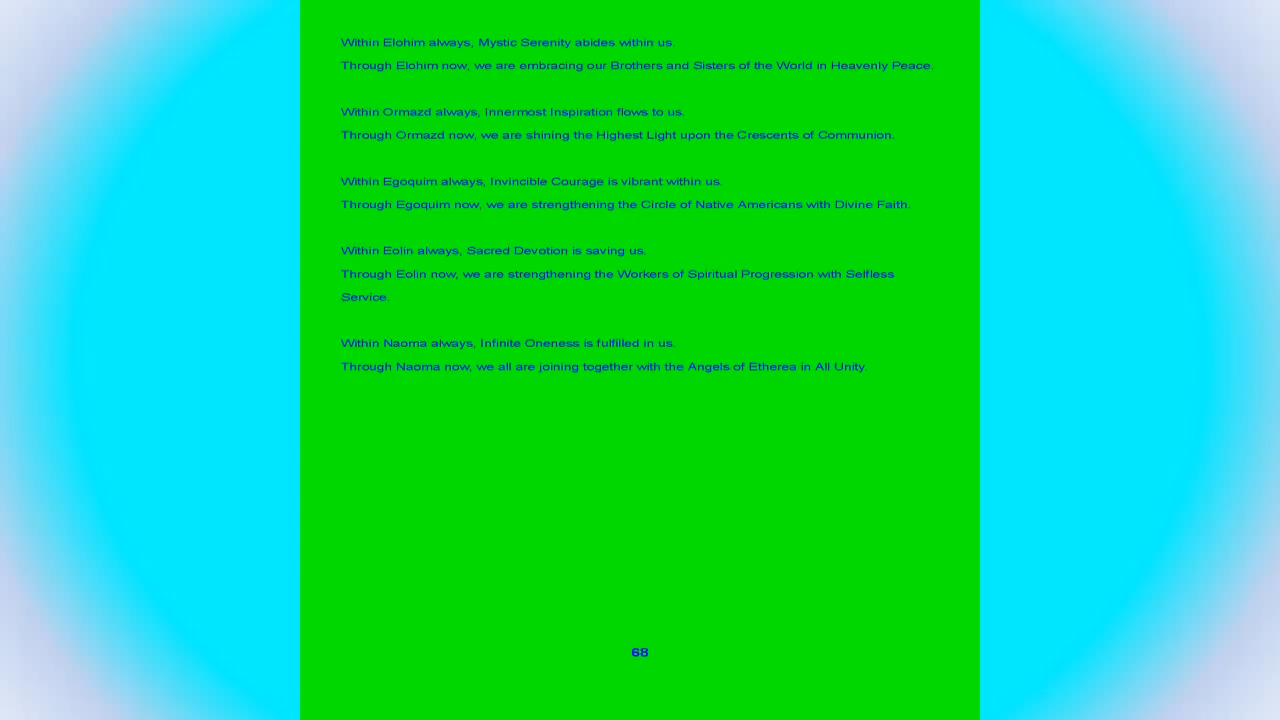 Within Elohim always, Mystic Serenity abides within us.
Through Elohim now, we are embracing our Brothers and Sisters of the World in Heavenly Peace.
Within Ormazd always, Innermost Inspiration flows to us.
Through Ormazd now, we are shining the Highest Light upon the Crescents of Communion.
Within Egoquim always, Invincible Courage is vibrant within us.
Through Egoquim now, we are strengthening the Circle of Native Americans with Divine Faith.
Within Eolin always, Sacred Devotion is saving us.
Through Eolin now, we are strengthening the Workers of Spiritual Progression with Selfless
Service.
Within Naoma always, Infinite Oneness is fulfilled in us.
Through Naoma now, we all are joining together with the Angels of Etherea in All Unity.
68